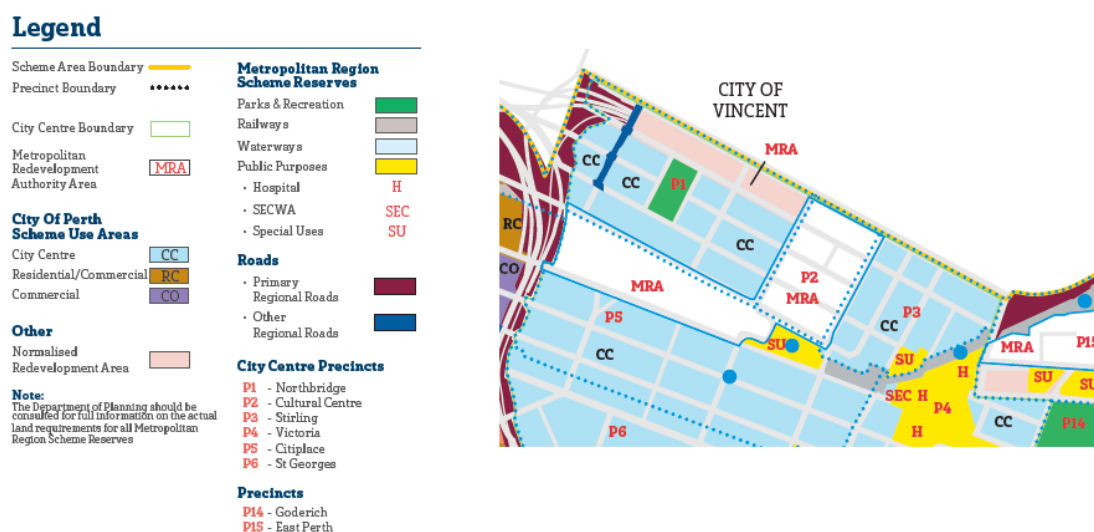 Legend
Scheme Area Boundary
Precinct Boundary
City Centre Boundary
Metropolitan
Redevelopment
Authority Area
MRA
City Of Perth
Scheme Use Areas
City Centre
CC
Residential/Commercial
RC
Commercial
CO
Other
Normalised
Redevelopment Area
Note:
The Department of Planning should be
consulted for full information on the actual
land requirements for all Metropolitan
Region Scheme Reserves
Metropolitan Region
Scheme Reserves
Parks & Recreation
Railways
Waterways
Public Purposes
· Hospital
H
· SECWA
SEC
· Special Uses
SU
Roads
· Primary
Regional Roads
· Other
Regional Roads
City Centre Precincts
P1 - Northbridge
P2 - Cultural Centre
P3 - Stirling
P4 - Victoria
P5 - Citiplace
P6 - St Georges
Precincts
P14 - Goderich
P15 - East Perth
CITY OF
VINCENT
MRA
CC
CC
P1
RC
CC
CO
MRA
P2
MRA
P5
P3
CC
CC
SU
SU
MRA
P15
H
SU
SU
SEC
H
P4
CC
P14
P6
H